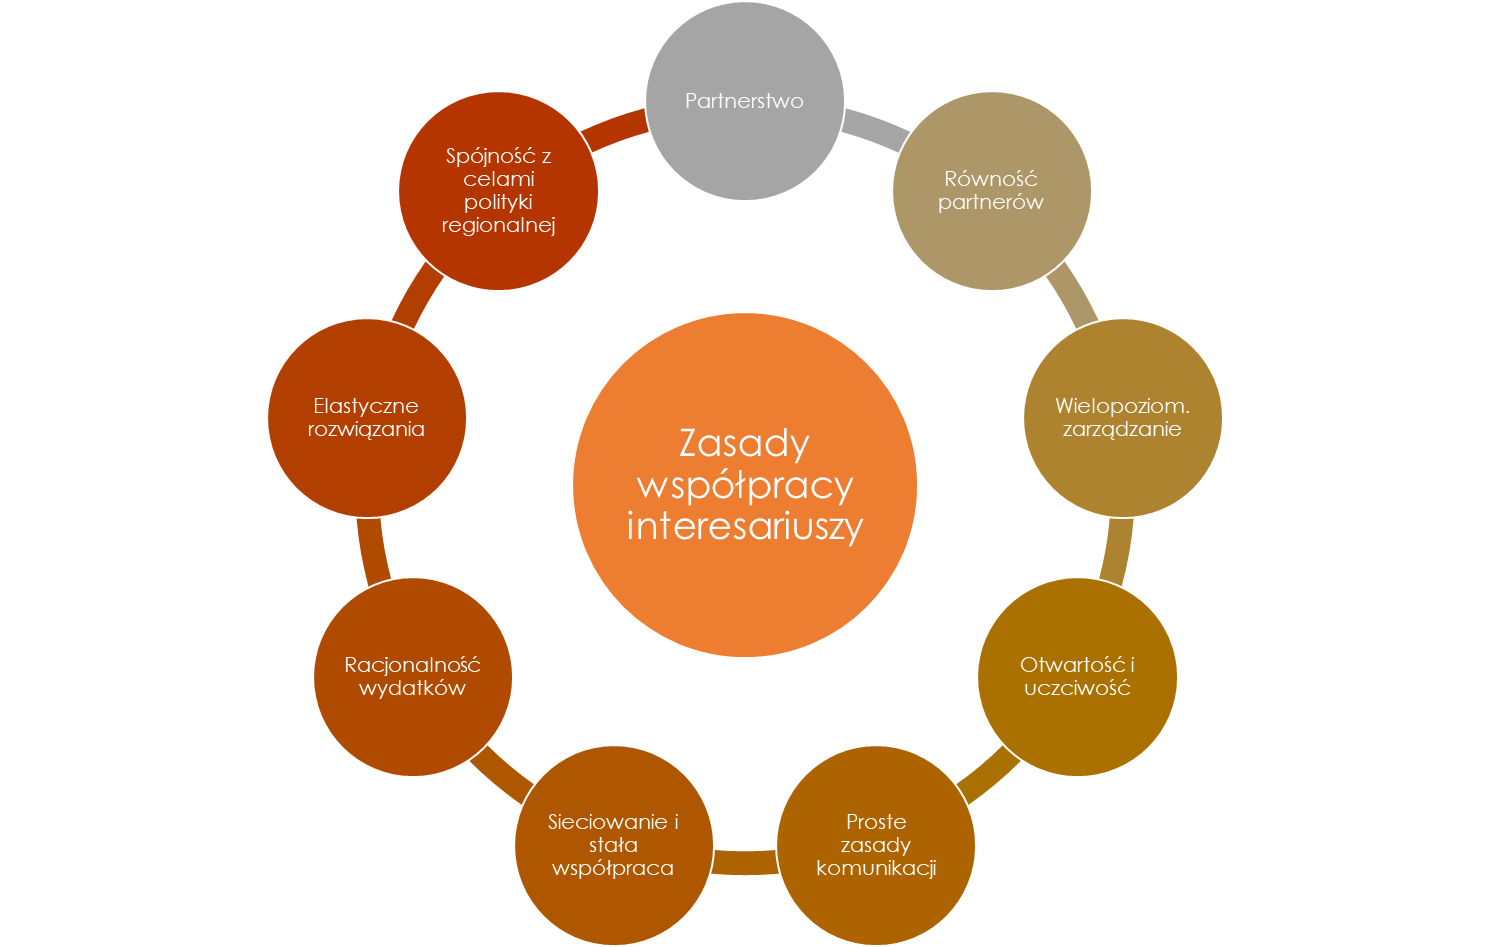 Partnerstwo
Równość
partnerów
Wielopoziom.
zarządzanie
Otwartość i
uczciwość
Proste
zasady
komunikacji
Sieciowanie i
stała
współpraca
Racjonalność
wydatków
Elastyczne
rozwiązania
Spójność z
celami
polityki
regionalnej
Zasady
współpracy
interesariuszy